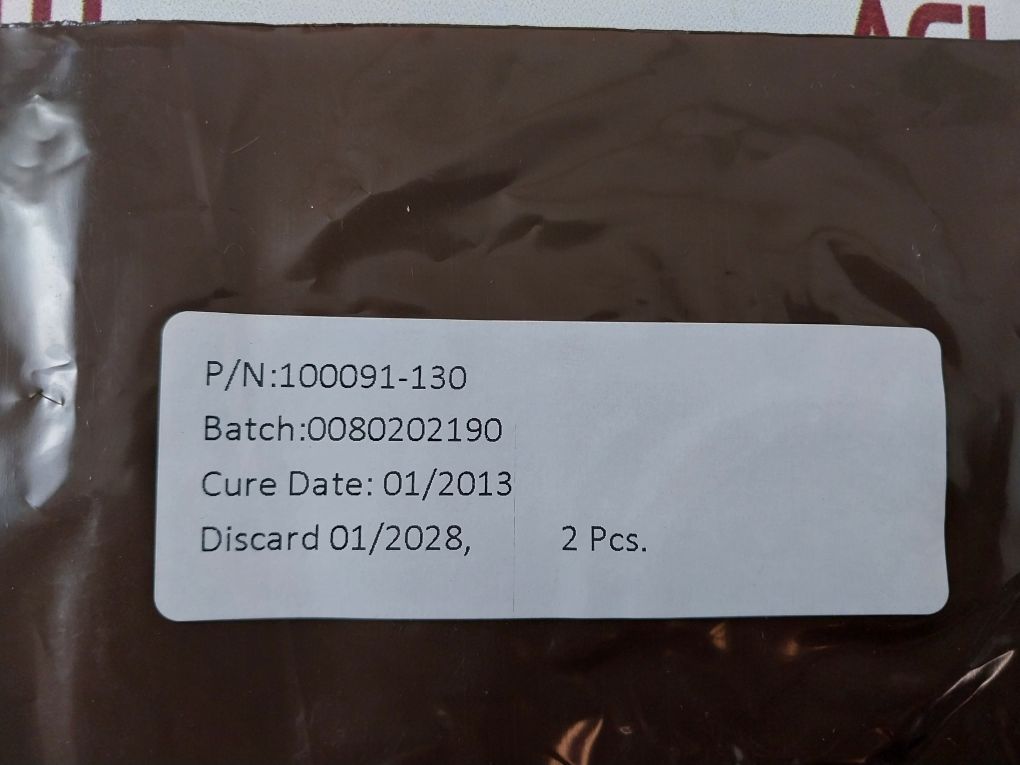 P/N:100091-130
Batch:0080202190
Cure Date: 01/2013
Discard 01/2028, 2 Pcs.